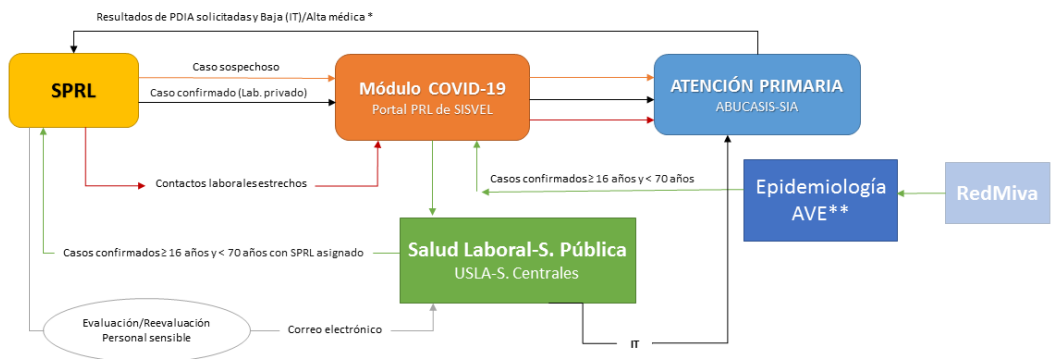 Resultados de PDIA solicitadas y Baja (IT)/Alta médica *
SPRL
Caso sospechoso
Caso confirmado (Lab. privado)
Módulo COVID-19
Portal PRL de SISVEL
ATENCIÓN PRIMARIA
ABUCASIS-SIA
Contactos laborales estrechos
Casos confirmados ≥ 16 años y < 70 años
Epidemiología
AVE**
RedMiva
Casos confirmados ≥ 16 años y < 70 años con SPRL asignado
Salud Laboral-S. Pública
USLA-S. Centrales
Evaluación/Reevaluación
Personal sensible
Correo electrónico
IT